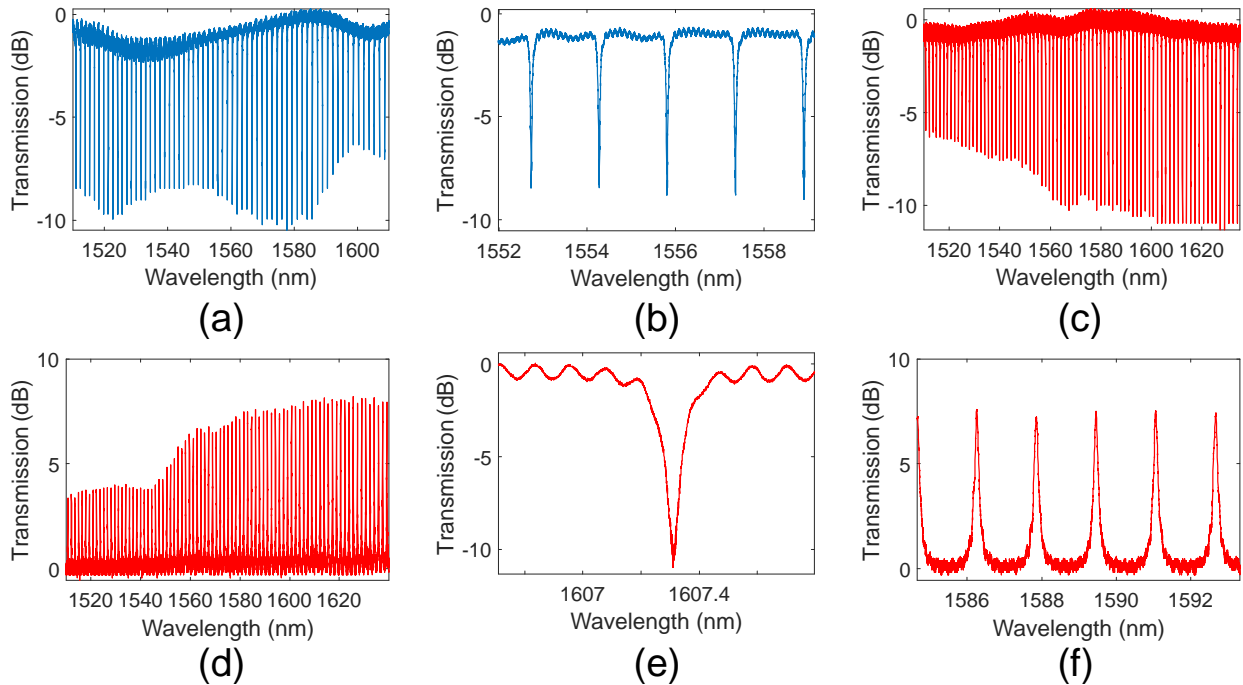 0
-5
-10
Transmission (dB)
1520 1540 1560 1580 1600
Wavelength (nm)
(a)
0
-5
-10
Transmission (dB)
1552 1554 1556 1558
Wavelength (nm)
(b)
0
-5
-10
Transmission (dB)
1520 1540 1560 1580 1600 1620
Wavelength (nm)
(c)
10
5
0
Transmission (dB)
1520 1540 1560 1580 1600 1620
Wavelength (nm)
(d)
0
-5
-10
Transmission (dB)
1607 1607.4
Wavelength (nm)
(e)
10
5
0
Transmission (dB)
1586 1588 1590 1592
Wavelength (nm)
(f)